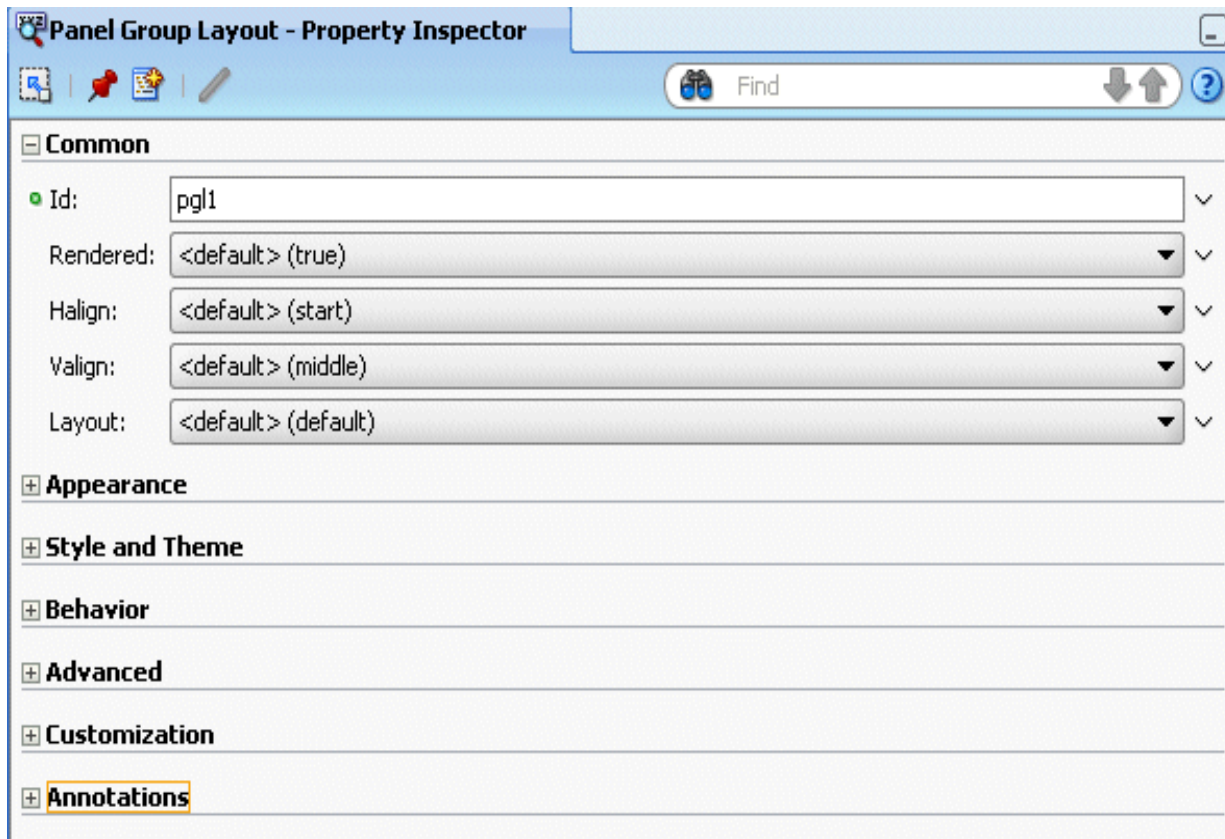 Panel Group Layout - Property Inspector
Find
Common
Id: pgl1
Rendered: <default> (true)
Halign: <default> (start)
Valign: <default> (middle)
Layout: <default> (default)
Appearance
Style and Theme
Behavior
Advanced
Customization
Annotations